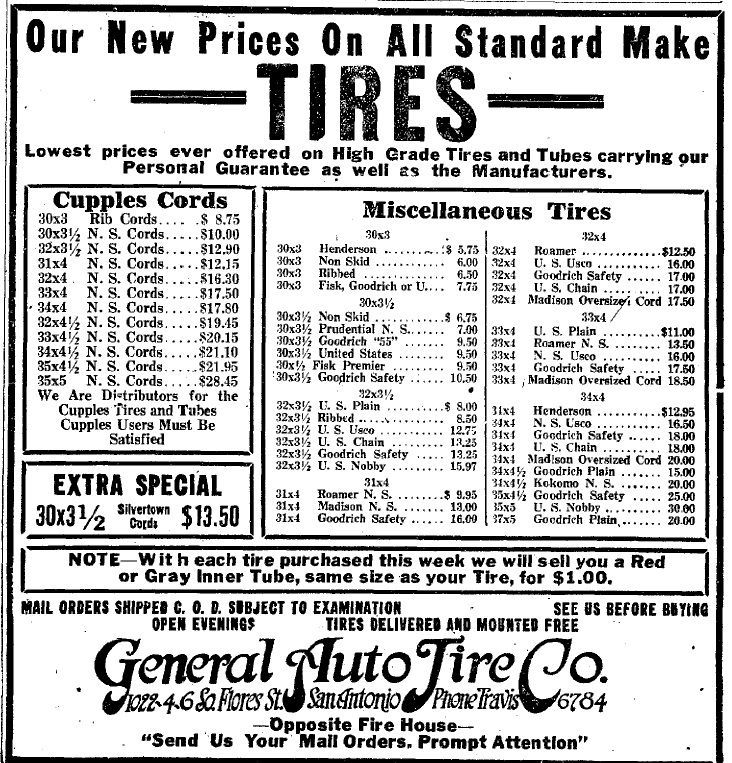 Our New Prices On All Standard Make
TIRES
Lowest prices ever offered on High Grade Tires and Tubes carrying our
Personal Guarantee as well as the Manufacturers.
Cupples Cords
30x3 Rib Cords.....$ 8.75
30x3½ N. S. Cords.....$10.00
32x3½ N. S. Cords.....$12.90
31x4 N. S. Cords.....$12.15
32x4 N. S. Cords.....$16.30
33x4 N. S. Cords.....$17.50
34x4 N. S. Cords.....$17.80
32x4½ N. S. Cords.....$19.45
33x4½ N. S. Cords.....$20.15
34x4½ N. S. Cords.....$21.10
35x4½ N. S. Cords.....$21.95
35x5 N. S. Cords.....$28.45
We Are Distributors for the
Cupples Tires and Tubes
Cupples Users Must Be
Satisfied
EXTRA SPECIAL
30x3½ Silvertown Cords $13.50
Miscellaneous Tires
30x3
30x3 Henderson ..........$ 5.75
30x3 Non Skid ........... 6.00
30x3 Ribbed ............. 6.50
30x3 Fisk, Goodrich or U.... 7.75
30x3½
30x3½ Non Skid ...........$ 6.75
30x3½ Prudential N. S....... 7.00
30x3½ Goodrich "55" ....... 9.50
30x3½ United States ........ 9.50
30x½ Fisk Premier ......... 9.50
30x3½ Goodrich Safety ...... 10.50
32x3½
32x3½ U. S. Plain ..........$ 8.00
32x3½ Ribbed .............. 8.50
32x3½ U. S. Usco .......... 12.75
32x3½ U. S. Chain ......... 13.25
32x3½ Goodrich Safety ..... 13.25
32x3½ U. S. Nobby ......... 15.97
31x4
31x4 Roamer N. S. ........$ 9.95
31x4 Madison N. S. ....... 13.00
31x4 Goodrich Safety ...... 16.00
32x4
32x4 Roamer ..............$12.50
32x4 U. S. Usco ........... 16.00
32x4 Goodrich Safety ...... 17.00
32x4 U. S. Chain .......... 17.00
32x4 Madison Oversized Cord 17.50
33x4
33x4 U. S. Plain ...........$11.00
33x4 Roamer N. S. ......... 13.50
33x4 N. S. Usco ........... 16.00
33x4 Goodrich Safety ...... 17.50
33x4 Madison Oversized Cord 18.50
34x4
34x4 Henderson ...........$12.95
34x4 N. S. Usco ........... 16.50
34x4 Goodrich Safety ...... 18.00
34x4 U. S. Chain .......... 18.00
34x4 Madison Oversized Cord 20.00
34x4½ Goodrich Plain ...... 15.00
34x4½ Kokomo N. S. ....... 20.00
35x4½ Goodrich Safety ..... 25.00
35x5 U. S. Nobby .......... 30.00
37x5 Goodrich Plain ....... 20.00
NOTE—With each tire purchased this week we will sell you a Red
or Gray Inner Tube, same size as your Tire, for $1.00.
MAIL ORDERS SHIPPED C. O. D. SUBJECT TO EXAMINATION SEE US BEFORE BUYING
OPEN EVENINGS TIRES DELIVERED AND MOUNTED FREE
General Auto Tire Co.
1022-4-6 So. Flores St. San Antonio Phone Travis 6784
—Opposite Fire House—
"Send Us Your Mail Orders. Prompt Attention"